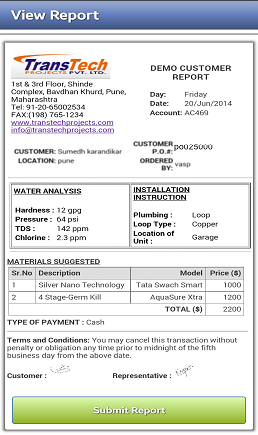 View Report
TransTech
PROJECTS PVT. LTD.
DEMO CUSTOMER
REPORT
1st & 3rd Floor, Shinde
Complex, Bavdhan Khurd, Pune,
Maharashtra
Tel: 91-20-65002534
FAX:(198) 765-1234
www.transtechprojects.com
info@transtechprojects.com
Day: Friday
Date: 20/Jun/2014
Account: AC469
CUSTOMER: Sumedh karandikar
LOCATION: pune
CUSTOMER
P.O.#: p0025000
ORDERED
BY: vasp
WATER ANALYSIS
Hardness : 12 gpg
Pressure : 64 psi
TDS : 142 ppm
Chlorine : 2.3 ppm
INSTALLATION
INSTRUCTION
Plumbing : Loop
Loop Type : Copper
Location of
Unit : Garage
MATERIALS SUGGESTED
Sr.No Description Model Price ($)
1 Silver Nano Technology Tata Swach Smart 1000
2 4 Stage-Germ Kill AquaSure Xtra 1200
TOTAL ($) 2200
TYPE OF PAYMENT : Cash
Terms and Conditions: You may cancel this transaction without
penalty or obligation any time prior to midnight of the fifth
business day from the above date.
Customer : Representative :
Submit Report